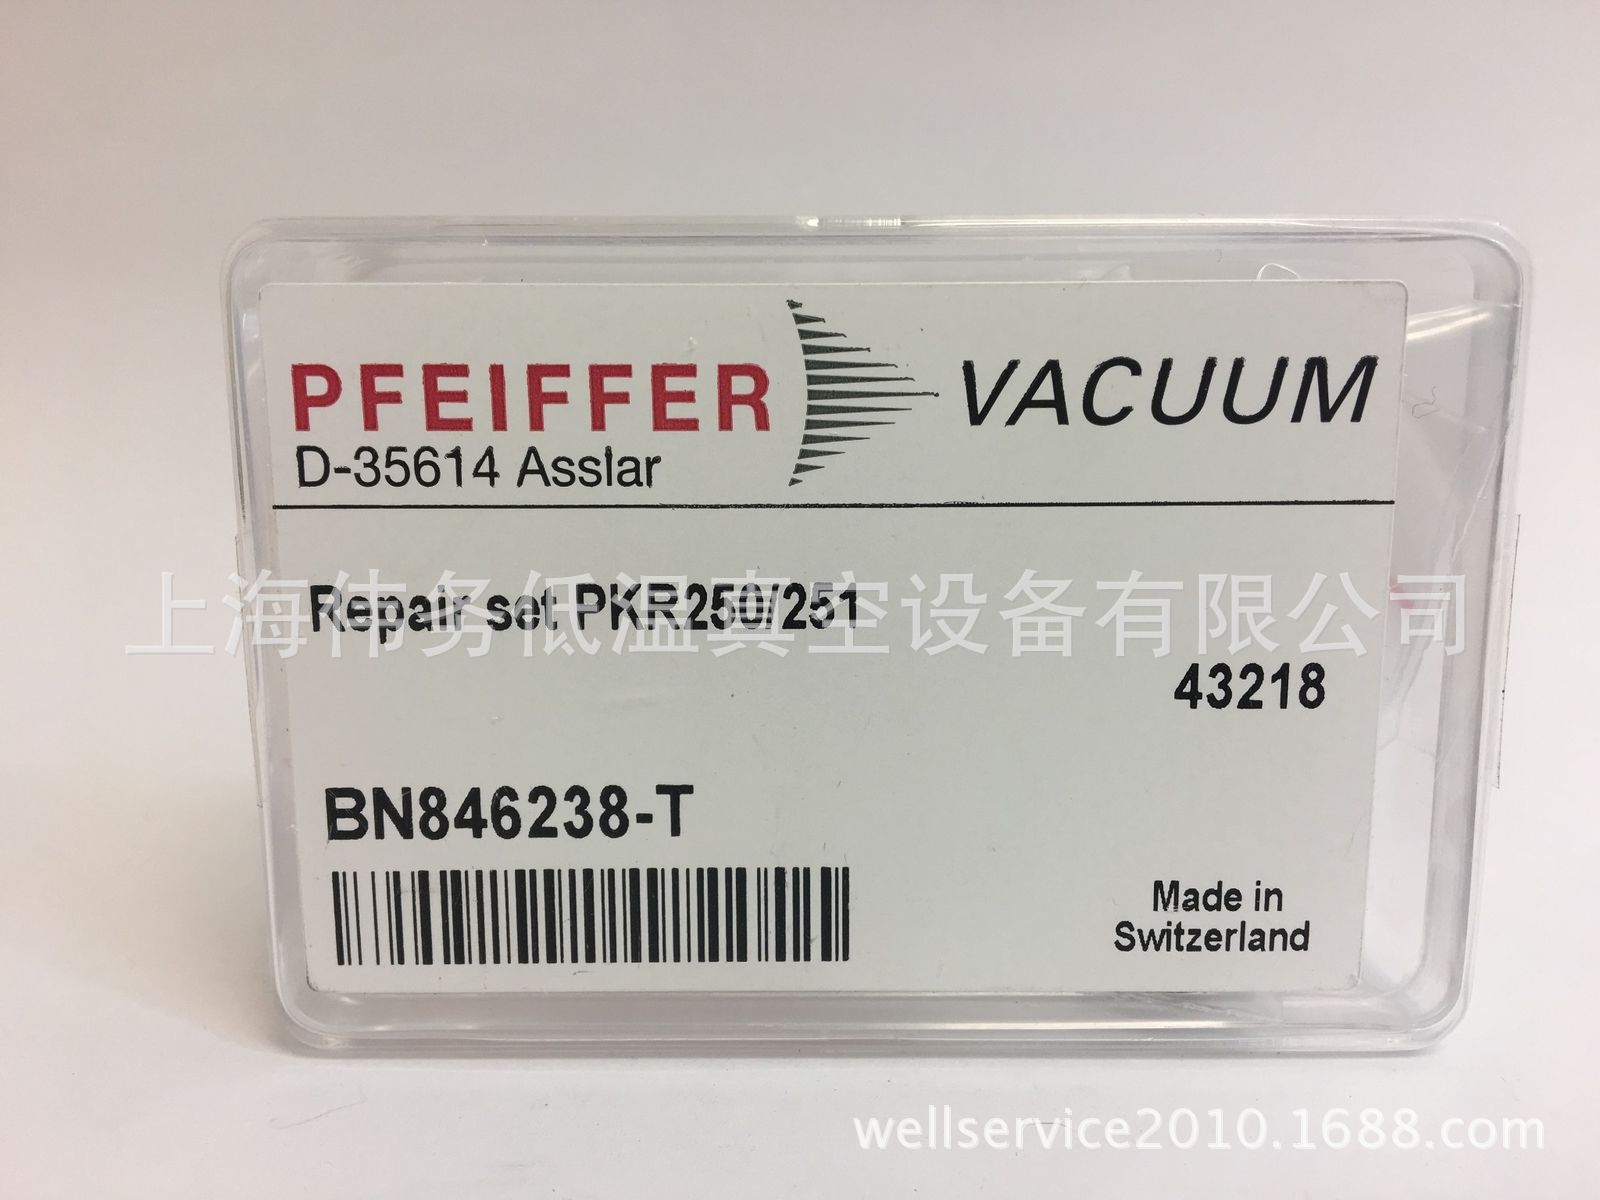 PFEIFFER VACUUM
D-35614 Asslar
Repair set PKR250/251
上海伟务低温真空设备有限公司
43218
BN846238-T
Made in
Switzerland
wellservice2010.1688.com